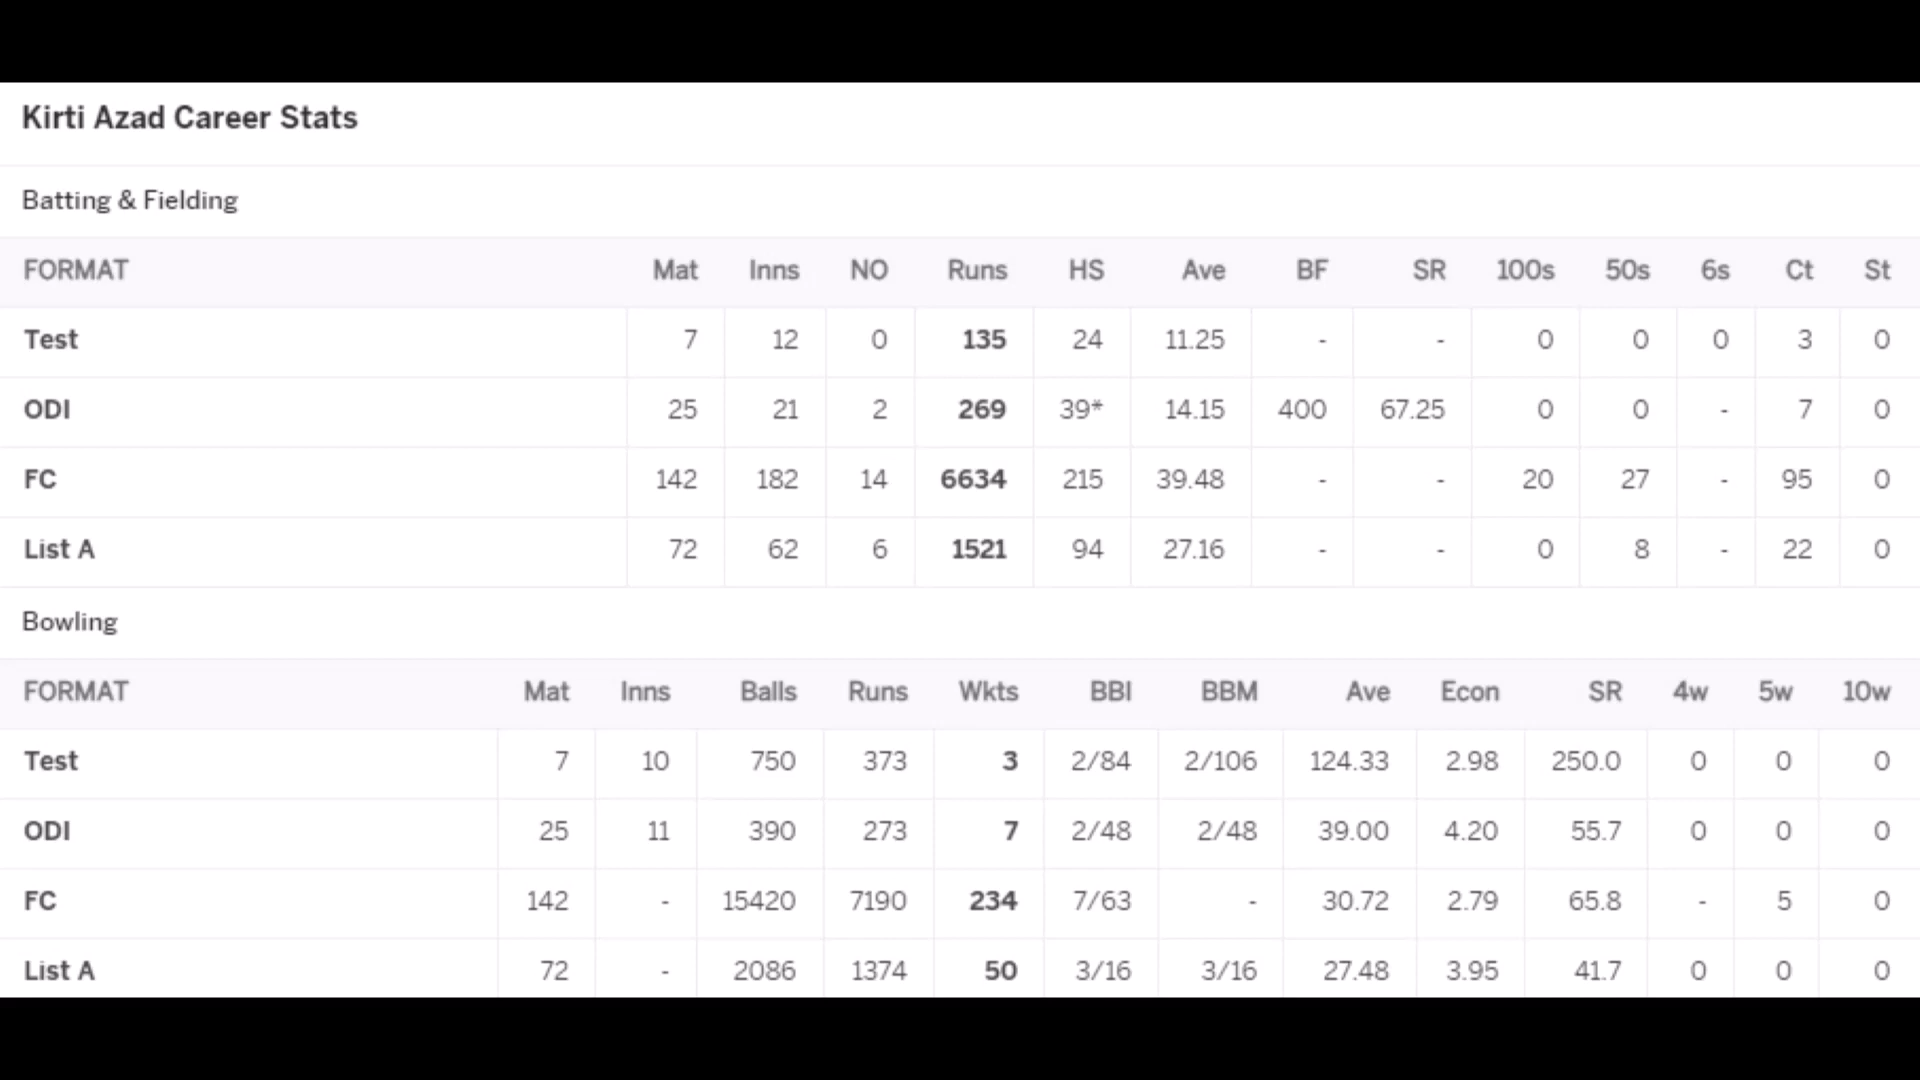 Kirti Azad Career Stats
Batting & Fielding
FORMAT Mat Inns NO Runs HS Ave BF SR 100s 50s 6s Ct St
Test 7 12 0 135 24 11.25 - - 0 0 0 3 0
ODI 25 21 2 269 39* 14.15 400 67.25 0 0 - 7 0
FC 142 182 14 6634 215 39.48 - - 20 27 - 95 0
List A 72 62 6 1521 94 27.16 - - 0 8 - 22 0
Bowling
FORMAT Mat Inns Balls Runs Wkts BBI BBM Ave Econ SR 4w 5w 10w
Test 7 10 750 373 3 2/84 2/106 124.33 2.98 250.0 0 0 0
ODI 25 11 390 273 7 2/48 2/48 39.00 4.20 55.7 0 0 0
FC 142 - 15420 7190 234 7/63 - 30.72 2.79 65.8 - 5 0
List A 72 - 2086 1374 50 3/16 3/16 27.48 3.95 41.7 0 0 0